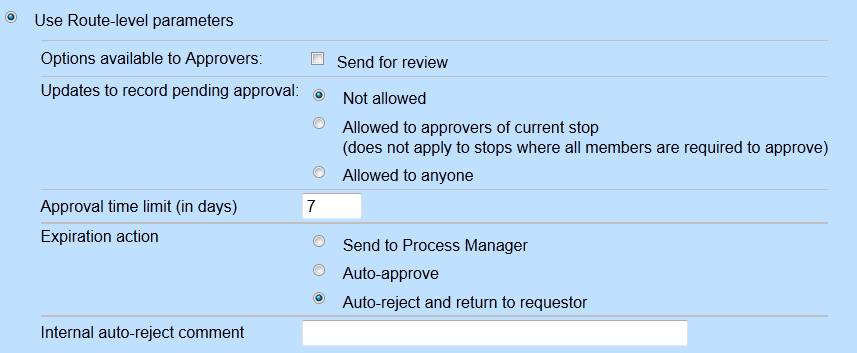 Use Route-level parameters
Options available to Approvers:
Send for review
Updates to record pending approval:
Not allowed
Allowed to approvers of current stop
(does not apply to stops where all members are required to approve)
Allowed to anyone
Approval time limit (in days)
7
Expiration action
Send to Process Manager
Auto-approve
Auto-reject and return to requestor
Internal auto-reject comment